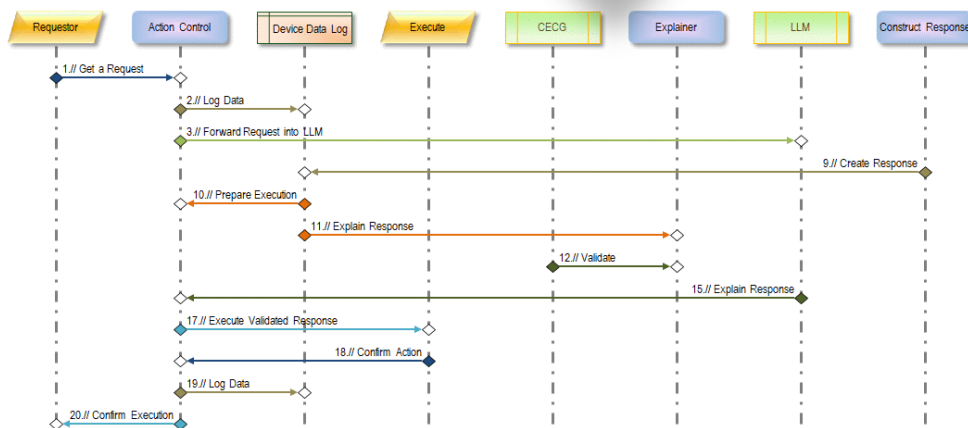 Requestor
Action Control
Device Data Log
Execute
CECG
Explainer
LLM
Construct Response
1.// Get a Request
2.// Log Data
3.// Forward Request into LLM
9.// Create Response
10.// Prepare Execution
11.// Explain Response
12.// Validate
15.// Explain Response
17.// Execute Validated Response
18.// Confirm Action
19.// Log Data
20.// Confirm Execution